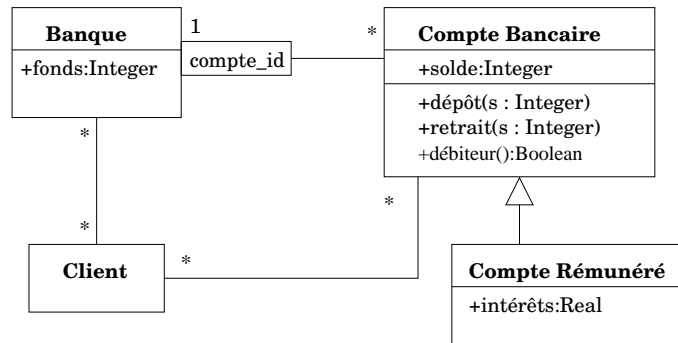 Banque
+fonds:Integer
1
compte_id
*
Compte Bancaire
+solde:Integer
+dépôt(s : Integer)
+retrait(s : Integer)
+débiteur():Boolean
*
*
*
*
Client
Compte Rémunéré
+intérêts:Real